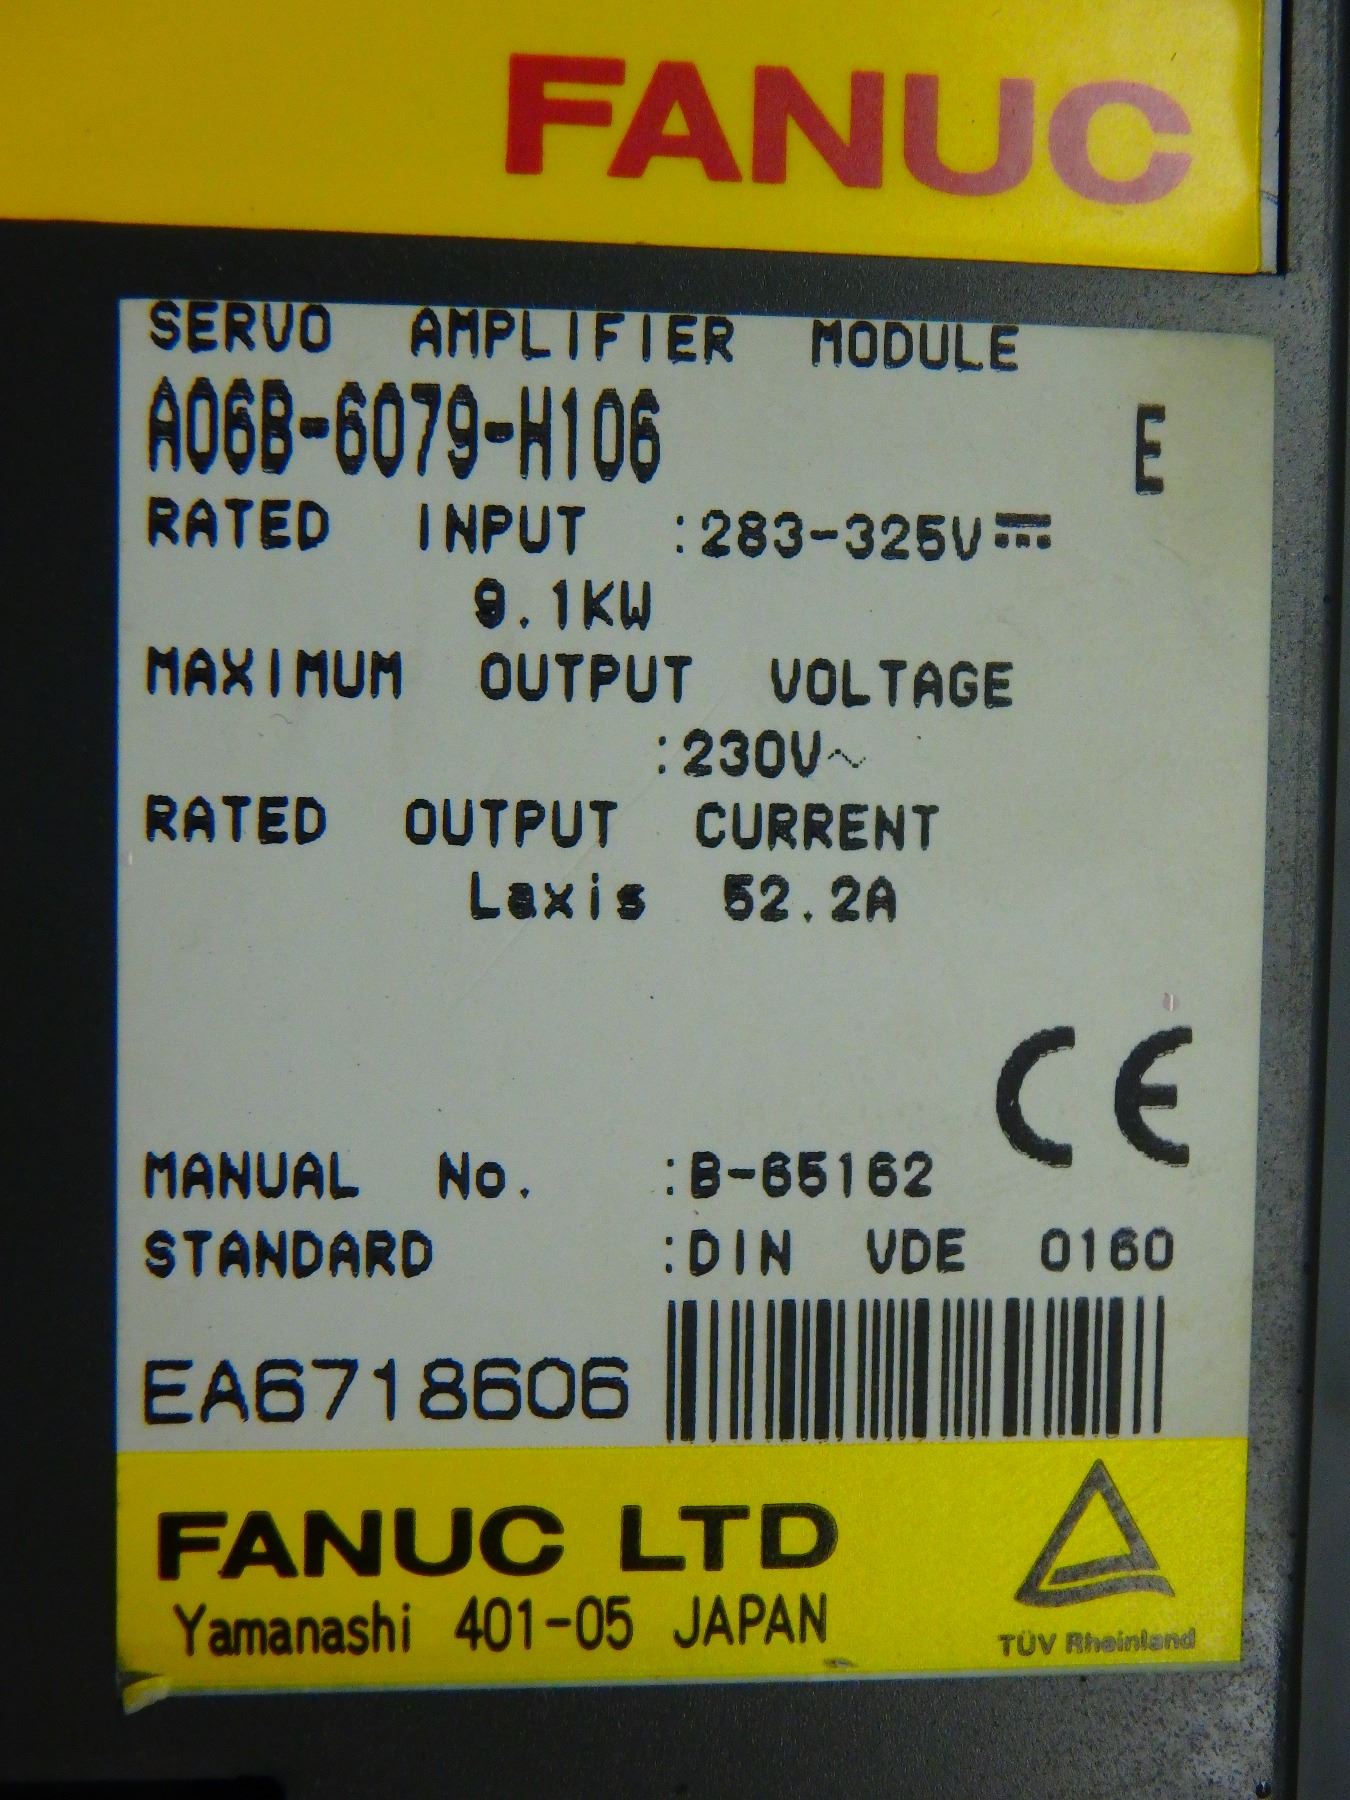 FANUC
SERVO AMPLIFIER MODULE
A06B-6079-H106 E
RATED INPUT :283-325V⎓
9.1KW
MAXIMUM OUTPUT VOLTAGE
:230V~
RATED OUTPUT CURRENT
Laxis 52.2A
CE
MANUAL No. :B-65162
STANDARD :DIN VDE 0160
EA6718606
FANUC LTD
Yamanashi 401-05 JAPAN
TÜV Rheinland